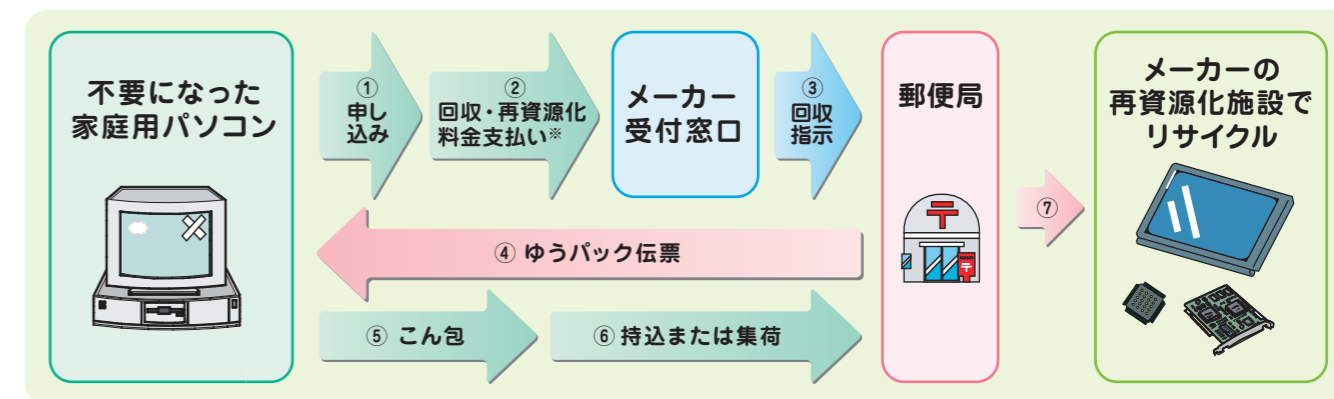 不要になった
家庭用パソコン
①
申し
込み
②
回収・再資源化
料金支払い※
メーカー
受付窓口
③
回収
指示
郵便局
〒
〒
メーカーの
再資源化施設で
リサイクル
④ ゆうパック伝票
⑤ こん包
⑥ 持込または集荷
⑦